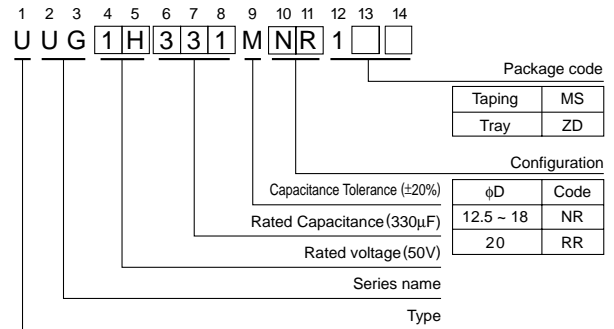 1 2 3 4 5 6 7 8 9 10 11 12 13 14
U U G 1 H 3 3 1 M N R 1
Package code
Taping MS
Tray ZD
Configuration
Capacitance Tolerance (±20%)
φD Code
Rated Capacitance (330μF)
12.5 ~ 18 NR
Rated voltage (50V)
20 RR
Series name
Type